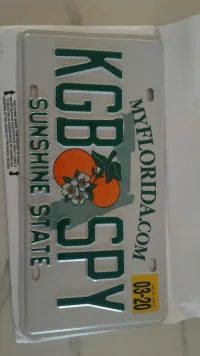 MYFLORIDA.COM
KGB SPY
03-20
SUNSHINE STATE